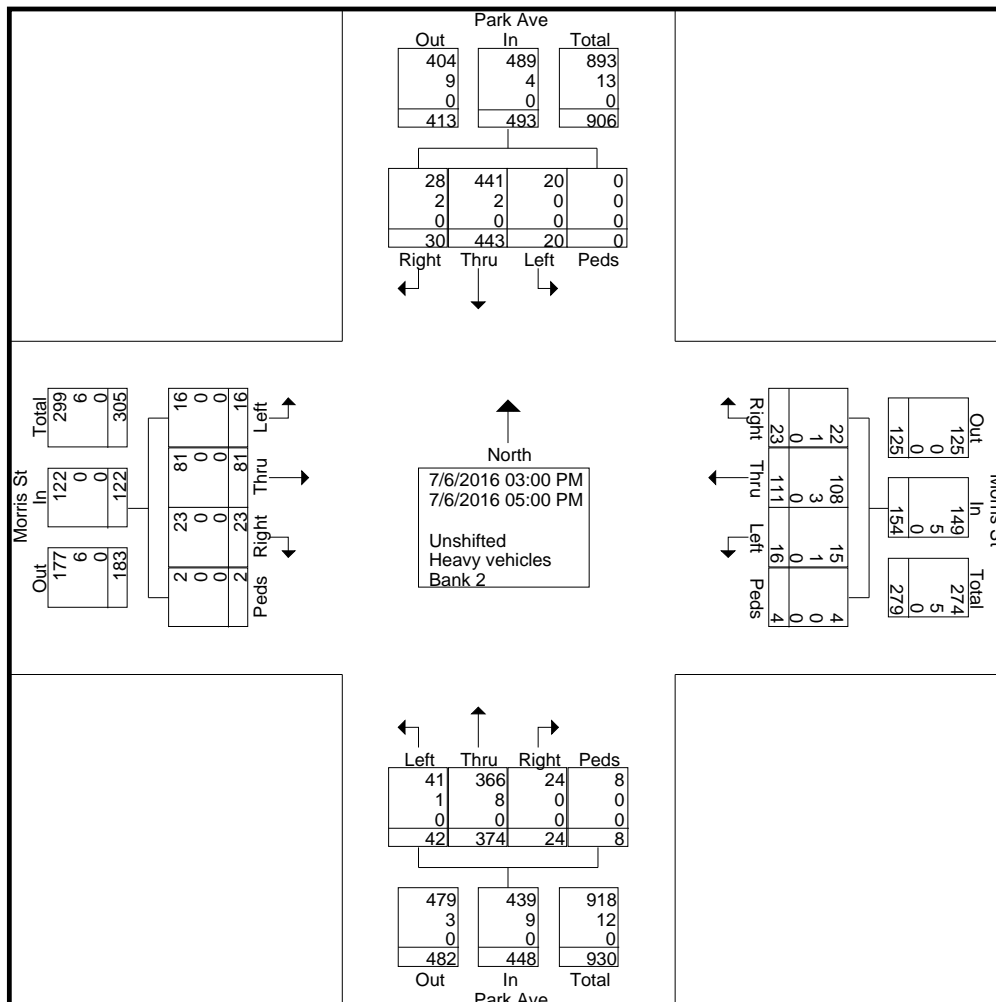 Park Ave
Out In Total
404 489 893
9 4 13
0 0 0
413 493 906
28 441 20 0
2 2 0 0
0 0 0 0
30 443 20 0
Right Thru Left Peds
Morris St
Total In Out
299 122 177
6 0 6
0 0 0
305 122 183
16 81 23 2
0 0 0 0
0 0 0 0
16 81 23 2
Left Thru Right Peds
North
7/6/2016 03:00 PM
7/6/2016 05:00 PM
Unshifted
Heavy vehicles
Bank 2
Right Thru Left Peds
22 108 15 4
1 3 1 0
0 0 0 0
23 111 16 4
Out In Total
125 149 274
0 5 5
0 0 0
125 154 279
Morris St
Left Thru Right Peds
41 366 24 8
1 8 0 0
0 0 0 0
42 374 24 8
479 439 918
3 9 12
0 0 0
482 448 930
Out In Total
Park Ave